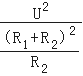 U²
(R₁+R₂)²
R₂